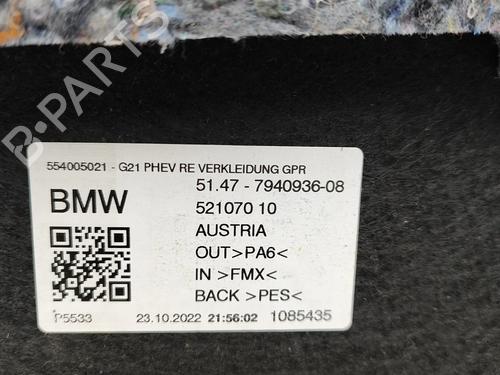 B-PARTS
554005021 - G21 PHEV RE VERKLEIDUNG GPR
BMW
51.47 - 7940936-08
521070 10
AUSTRIA
OUT >PA6<
IN >FMX<
BACK >PES<
P5533
23.10.2022 21:56:02 1085435